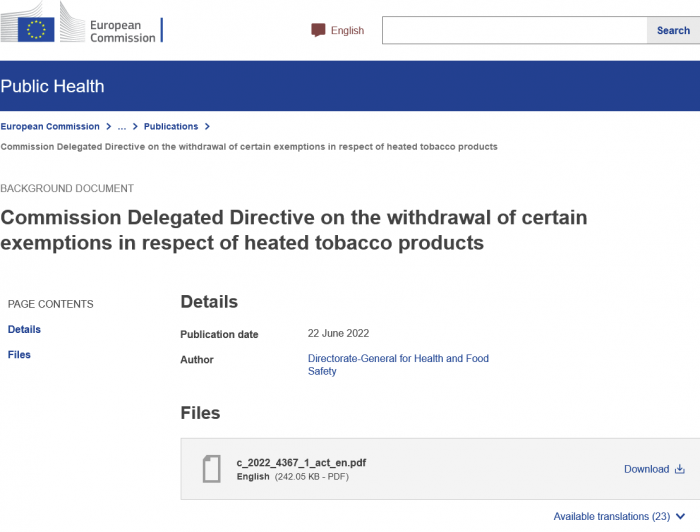 European
Commission
English
Search
Public Health
European Commission > ... > Publications >
Commission Delegated Directive on the withdrawal of certain exemptions in respect of heated tobacco products
BACKGROUND DOCUMENT
Commission Delegated Directive on the withdrawal of certain
exemptions in respect of heated tobacco products
PAGE CONTENTS
Details
Files
Details
Publication date 22 June 2022
Author Directorate-General for Health and Food
Safety
Files
c_2022_4367_1_act_en.pdf
English (242.05 KB - PDF)
Download
Available translations (23)